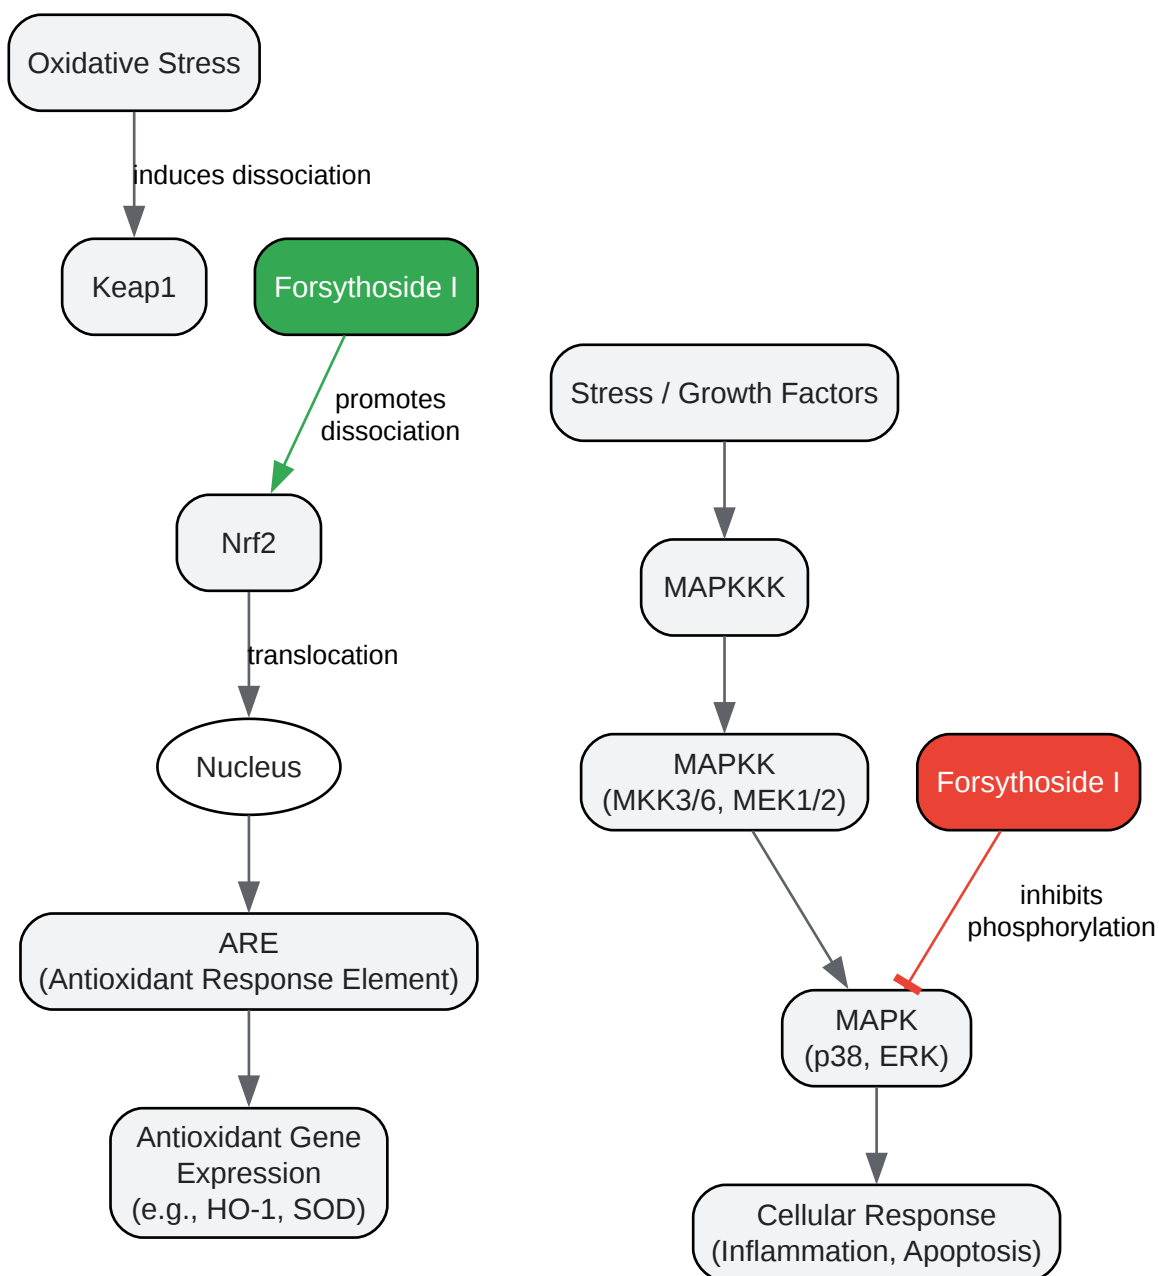 Oxidative Stress
induces dissociation
Keap1
Forsythoside I
promotes
dissociation
Nrf2
translocation
Nucleus
ARE
(Antioxidant Response Element)
Antioxidant Gene
Expression
(e.g., HO-1, SOD)
Stress / Growth Factors
MAPKKK
MAPKK
(MKK3/6, MEK1/2)
Forsythoside I
inhibits
phosphorylation
MAPK
(p38, ERK)
Cellular Response
(Inflammation, Apoptosis)